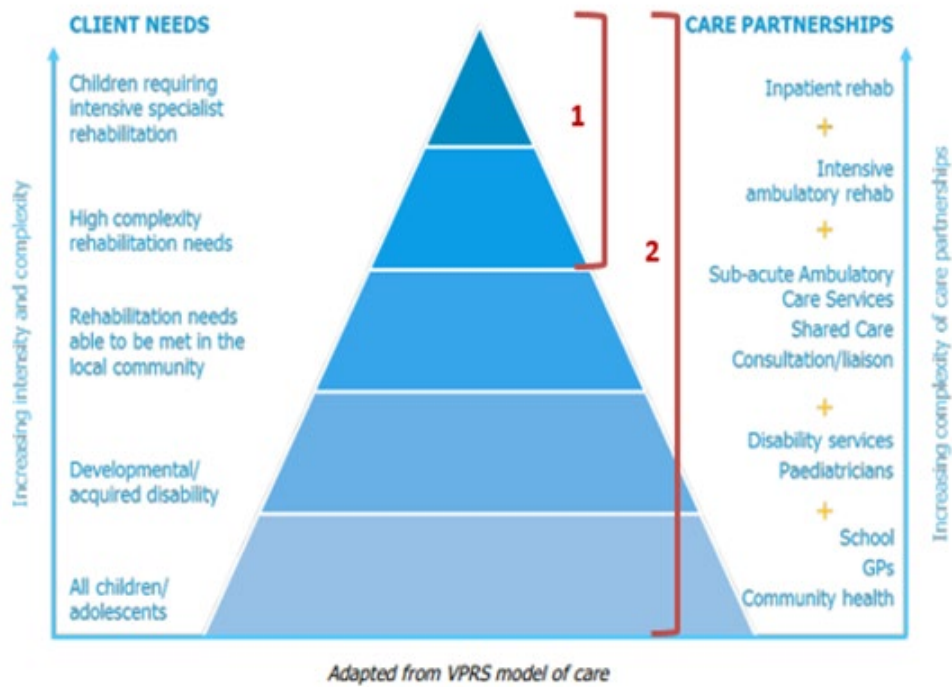 CLIENT NEEDS
CARE PARTNERSHIPS
Increasing intensity and complexity
Children requiring
intensive specialist
rehabilitation
High complexity
rehabilitation needs
Rehabilitation needs
able to be met in the
local community
Developmental/
acquired disability
All children/
adolescents
1
2
Inpatient rehab
+
Intensive
ambulatory rehab
+
Sub-acute Ambulatory
Care Services
Shared Care
Consultation/liaison
+
Disability services
Paediatricians
+
School
GPs
Community health
Increasing complexity of care partnerships
Adapted from VPRS model of care